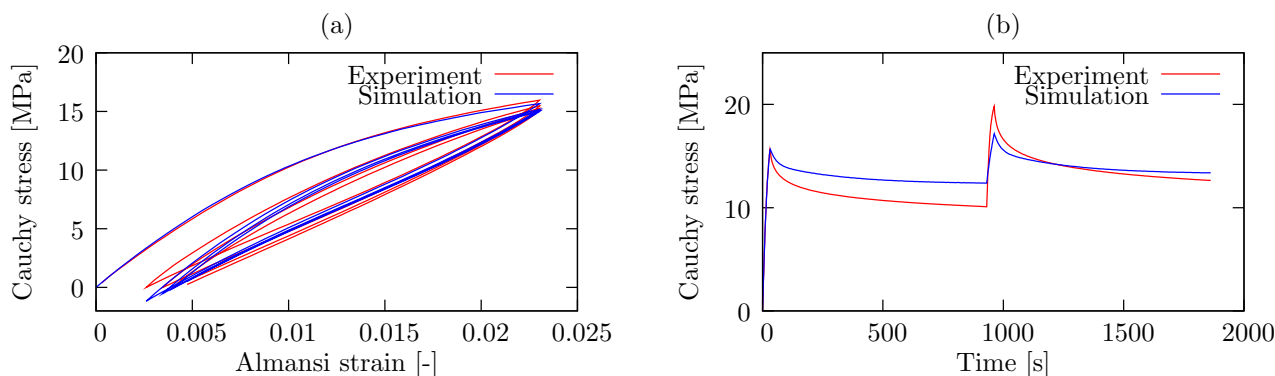 (a)
Cauchy stress [MPa]
20
15
10
5
0
Experiment
Simulation
0 0.005 0.01 0.015 0.02 0.025
Almansi strain [-]
(b)
Cauchy stress [MPa]
25
20
10
0
Experiment
Simulation
0 500 1000 1500 2000
Time [s]